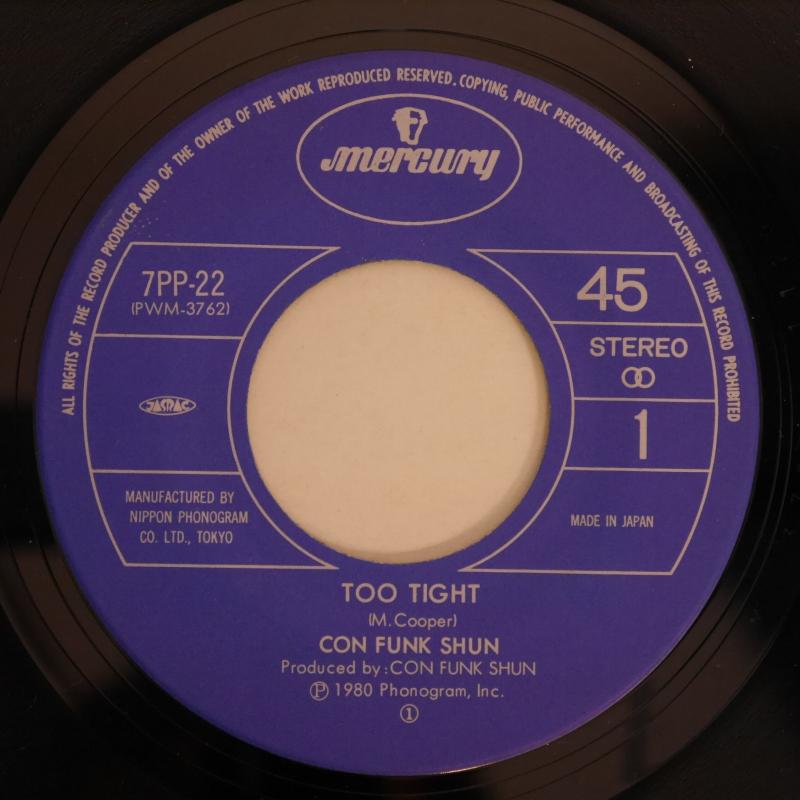 ALL RIGHTS OF THE RECORD PRODUCER AND OF THE OWNER OF THE WORK REPRODUCED RESERVED. COPYING, PUBLIC PERFORMANCE AND BROADCASTING OF THIS RECORD PROHIBITED
mercury
7PP-22
(PWM-3762)
JASRAC
MANUFACTURED BY
NIPPON PHONOGRAM
CO. LTD., TOKYO
45
STEREO
1
MADE IN JAPAN
TOO TIGHT
(M. Cooper)
CON FUNK SHUN
Produced by : CON FUNK SHUN
Ⓟ 1980 Phonogram, Inc.
①